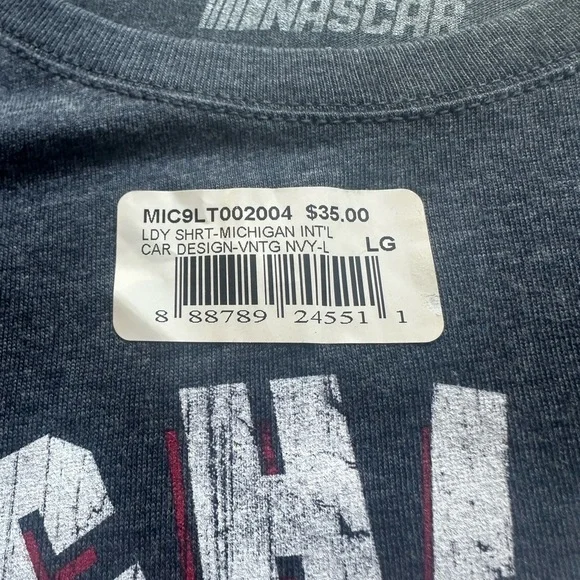 NASCAR
MIC9LT002004 $35.00
LDY SHRT-MICHIGAN INT'L
CAR DESIGN-VNTG NVY-L LG
8 88789 24551 1
CHI